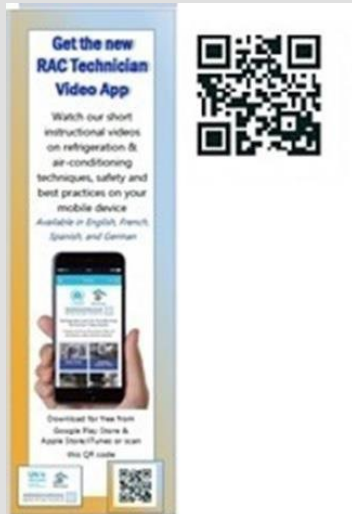 Get the new
RAC Technician
Video App
Watch our short
instructional videos
on refrigeration &
air-conditioning
techniques, safety and
best practices on your
mobile device
Available in English, French,
Spanish, and German
Download for free from
Google Play Store &
Apple Store/iTunes or scan
this QR code